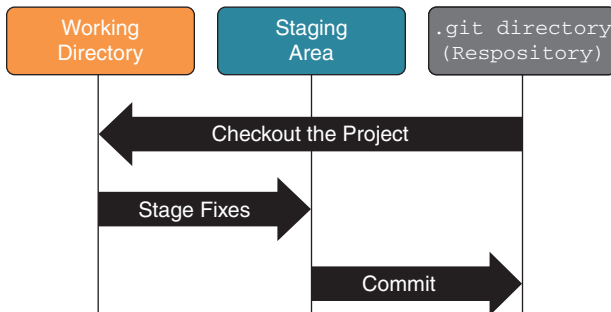 Working
Directory
Staging
Area
.git directory
(Respository)
Checkout the Project
Stage Fixes
Commit